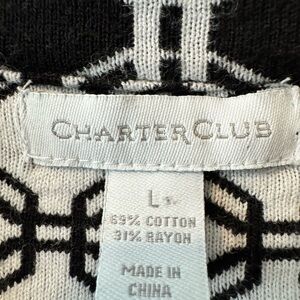 CHARTER CLUB
L
69% COTTON
31% RAYON
MADE IN
CHINA